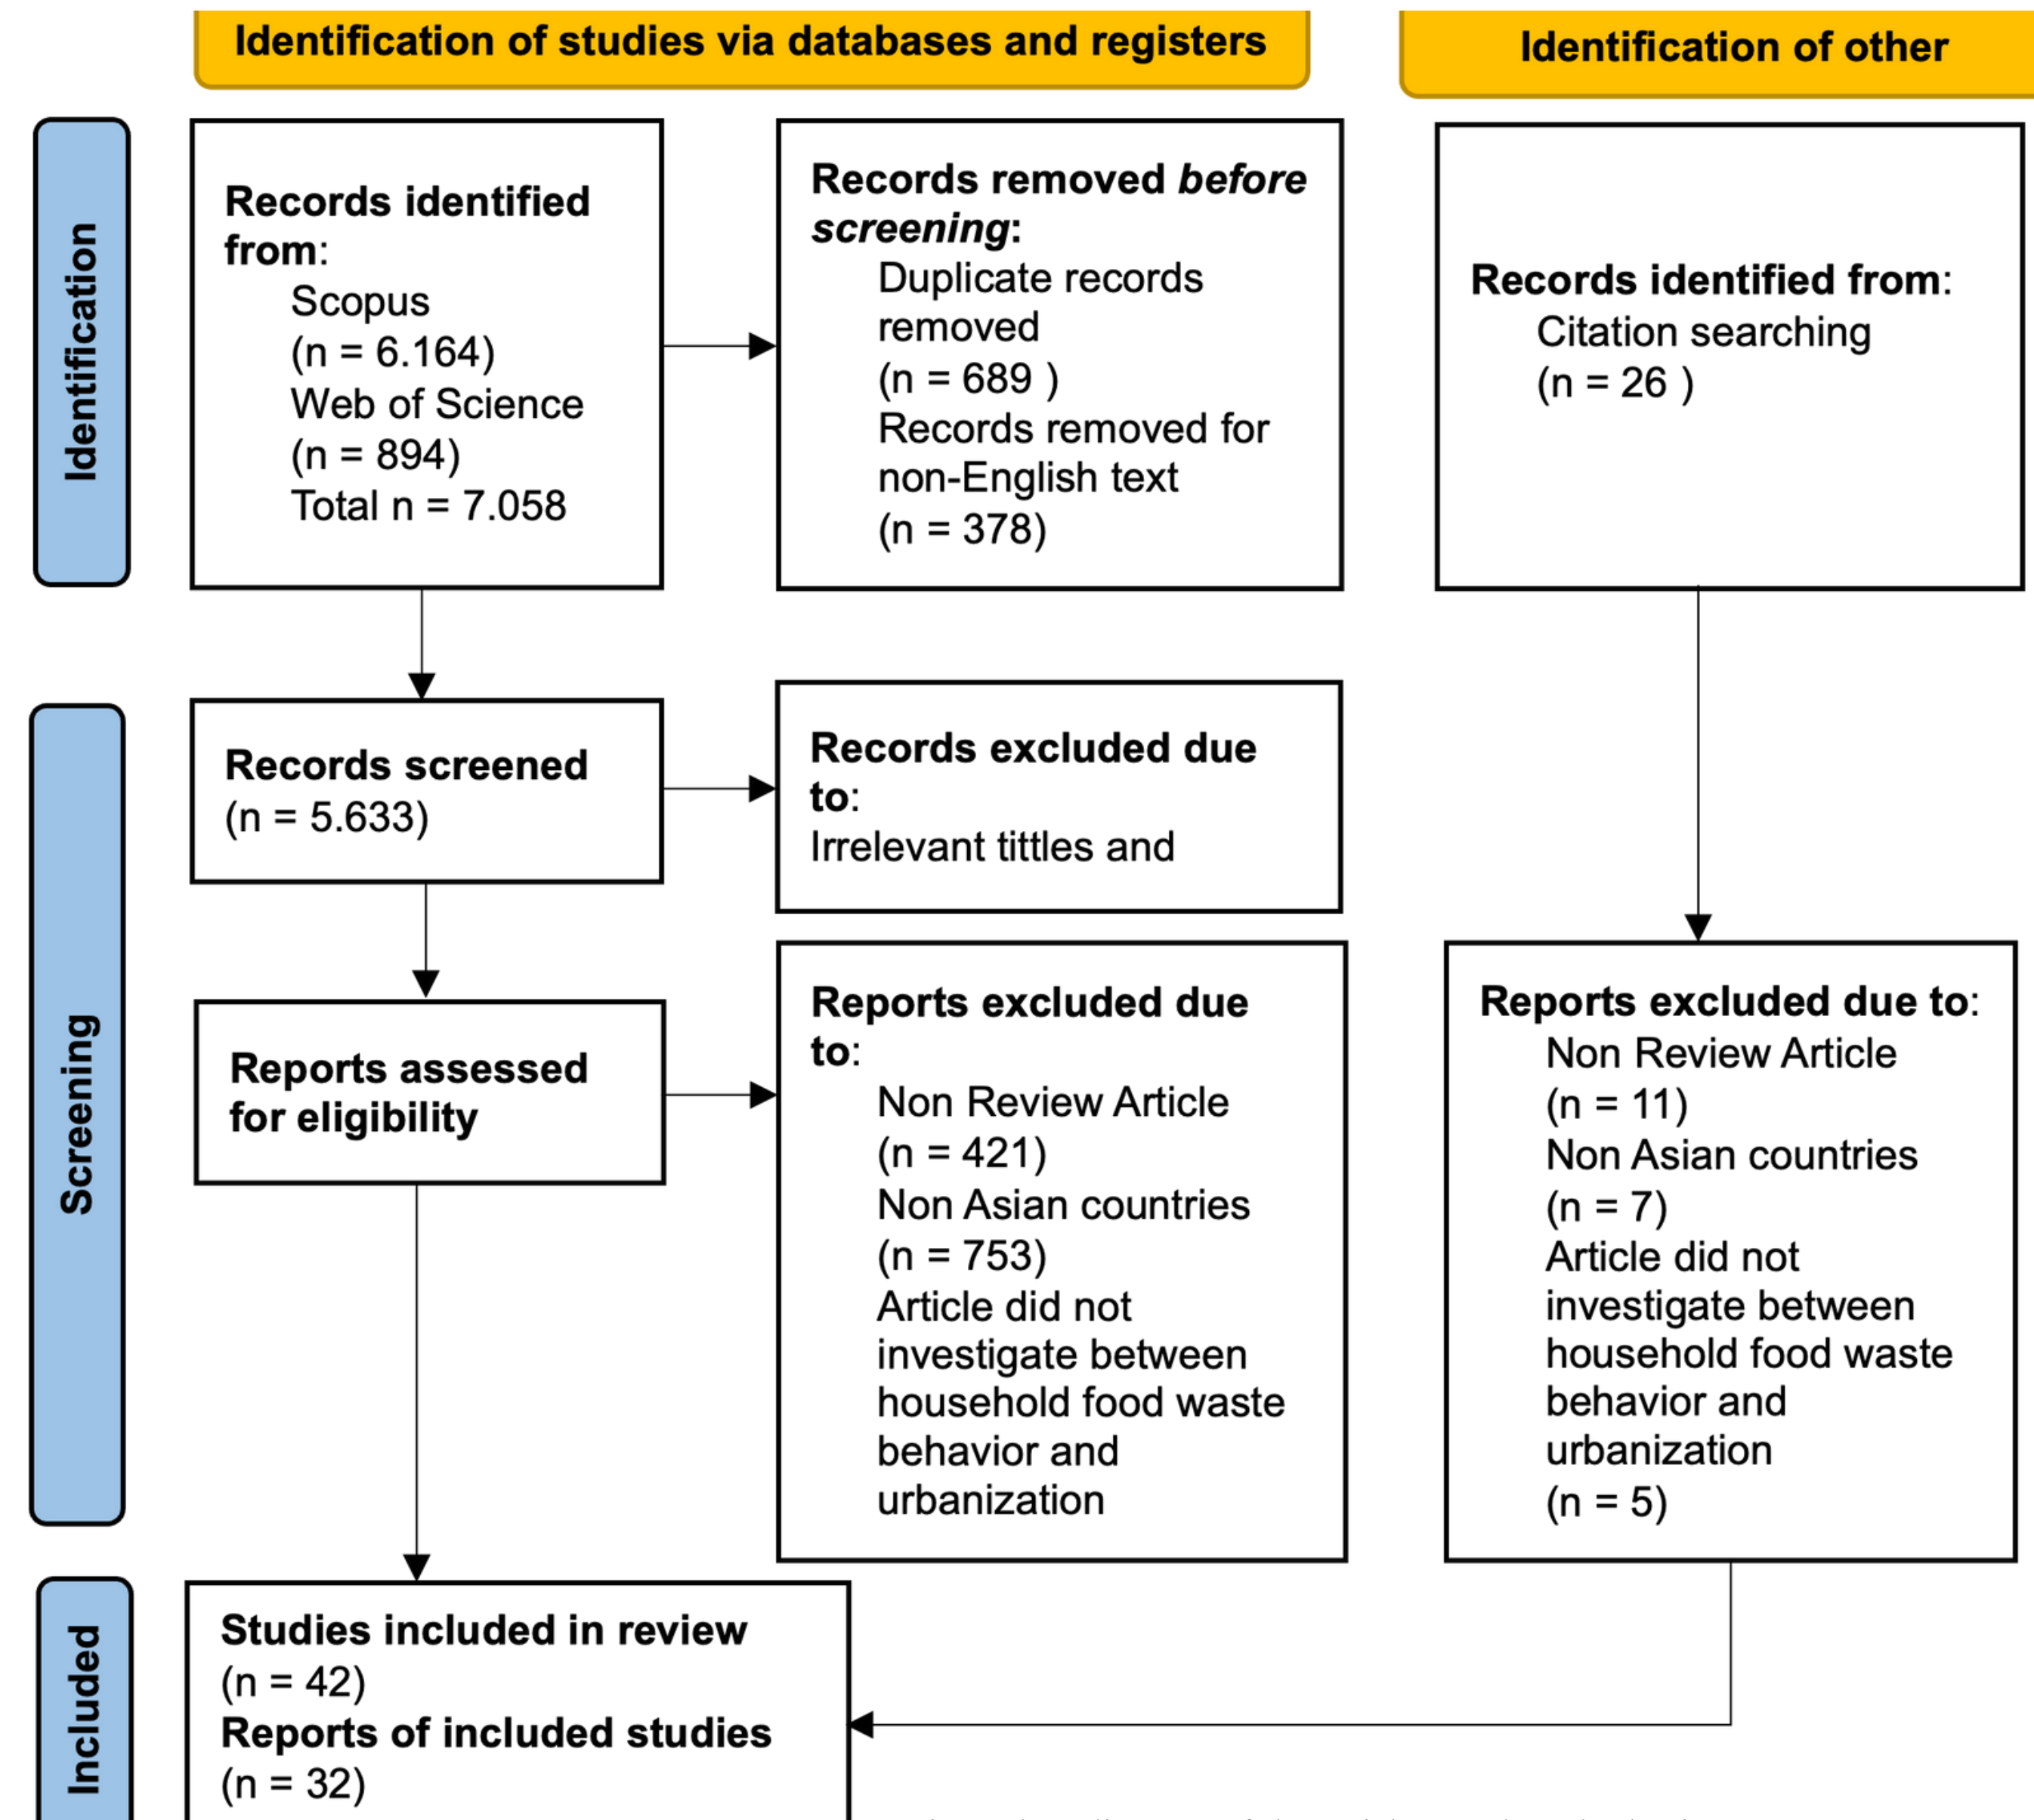 Identification of studies via databases and registers
Identification of other
Identification
Records identified
from:
Scopus
(n = 6.164)
Web of Science
(n = 894)
Total n = 7.058
Records removed before
screening:
Duplicate records
removed
(n = 689 )
Records removed for
non-English text
(n = 378)
Records identified from:
Citation searching
(n = 26 )
Screening
Records screened
(n = 5.633)
Records excluded due
to:
Irrelevant tittles and
Reports assessed
for eligibility
Reports excluded due
to:
Non Review Article
(n = 421)
Non Asian countries
(n = 753)
Article did not
investigate between
household food waste
behavior and
urbanization
Reports excluded due to:
Non Review Article
(n = 11)
Non Asian countries
(n = 7)
Article did not
investigate between
household food waste
behavior and
urbanization
(n = 5)
Included
Studies included in review
(n = 42)
Reports of included studies
(n = 32)